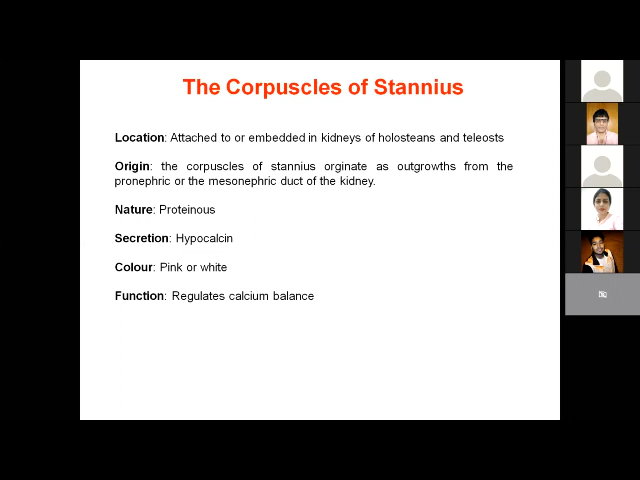 The Corpuscles of Stannius
Location: Attached to or embedded in kidneys of holosteans and teleosts
Origin: the corpuscles of stannius orginate as outgrowths from the
pronephric or the mesonephric duct of the kidney.
Nature: Proteinous
Secretion: Hypocalcin
Colour: Pink or white
Function: Regulates calcium balance